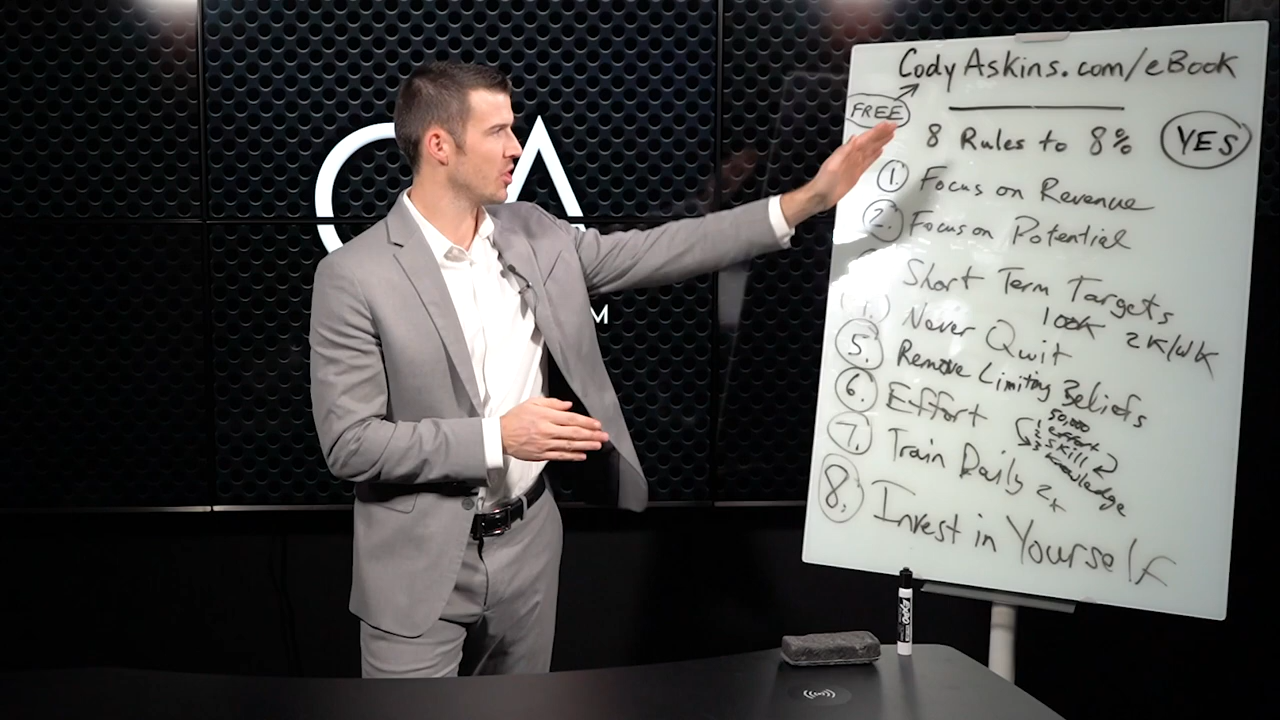 CodyAskins.com/eBook
FREE
8 Rules to 8%
YES
1. Focus on Revenue
2. Focus on Potential
Short Term Targets
100K 2K/WK
Never Quit
5. Remove Limiting Beliefs
6. Effort
50,000
1 effort
2 skill
3 knowledge
7. Train Daily 2+
8. Invest in Yourself
CA
M
EXPO